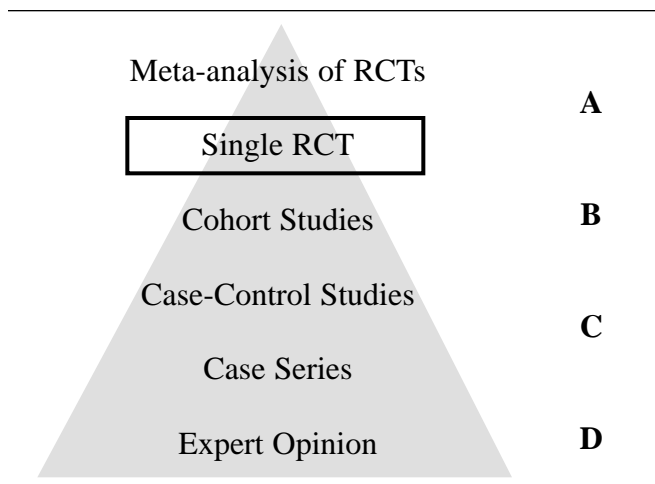 Meta-analysis of RCTs
A
Single RCT
Cohort Studies
B
Case-Control Studies
C
Case Series
Expert Opinion
D